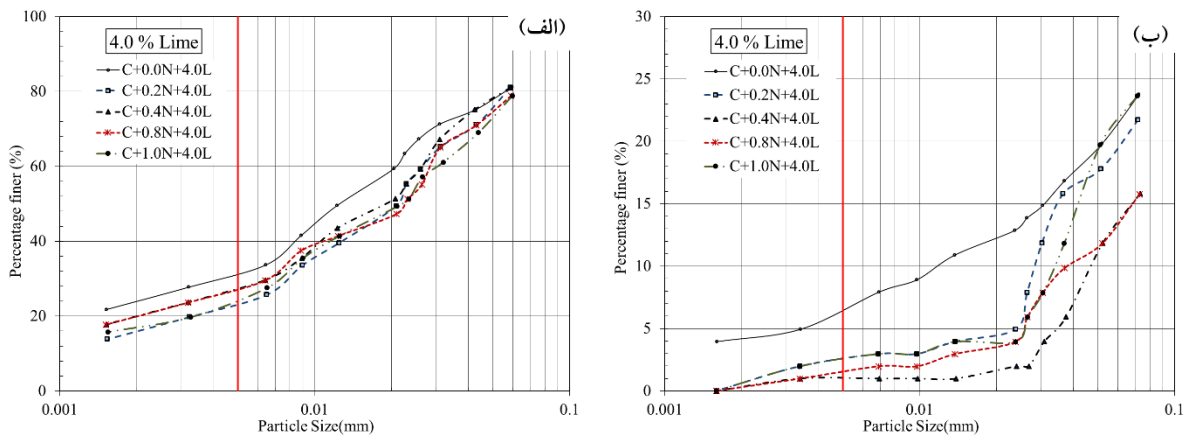 (الف)
4.0 % Lime
C+0.0N+4.0L
C+0.2N+4.0L
C+0.4N+4.0L
C+0.8N+4.0L
C+1.0N+4.0L
Percentage finer (%)
100
80
60
40
20
0
0.001
0.01
0.1
Particle Size(mm)
(ب)
4.0 % Lime
C+0.0N+4.0L
C+0.2N+4.0L
C+0.4N+4.0L
C+0.8N+4.0L
C+1.0N+4.0L
Percentage finer (%)
30
25
20
15
10
5
0
0.001
0.01
0.1
Particle Size(mm)